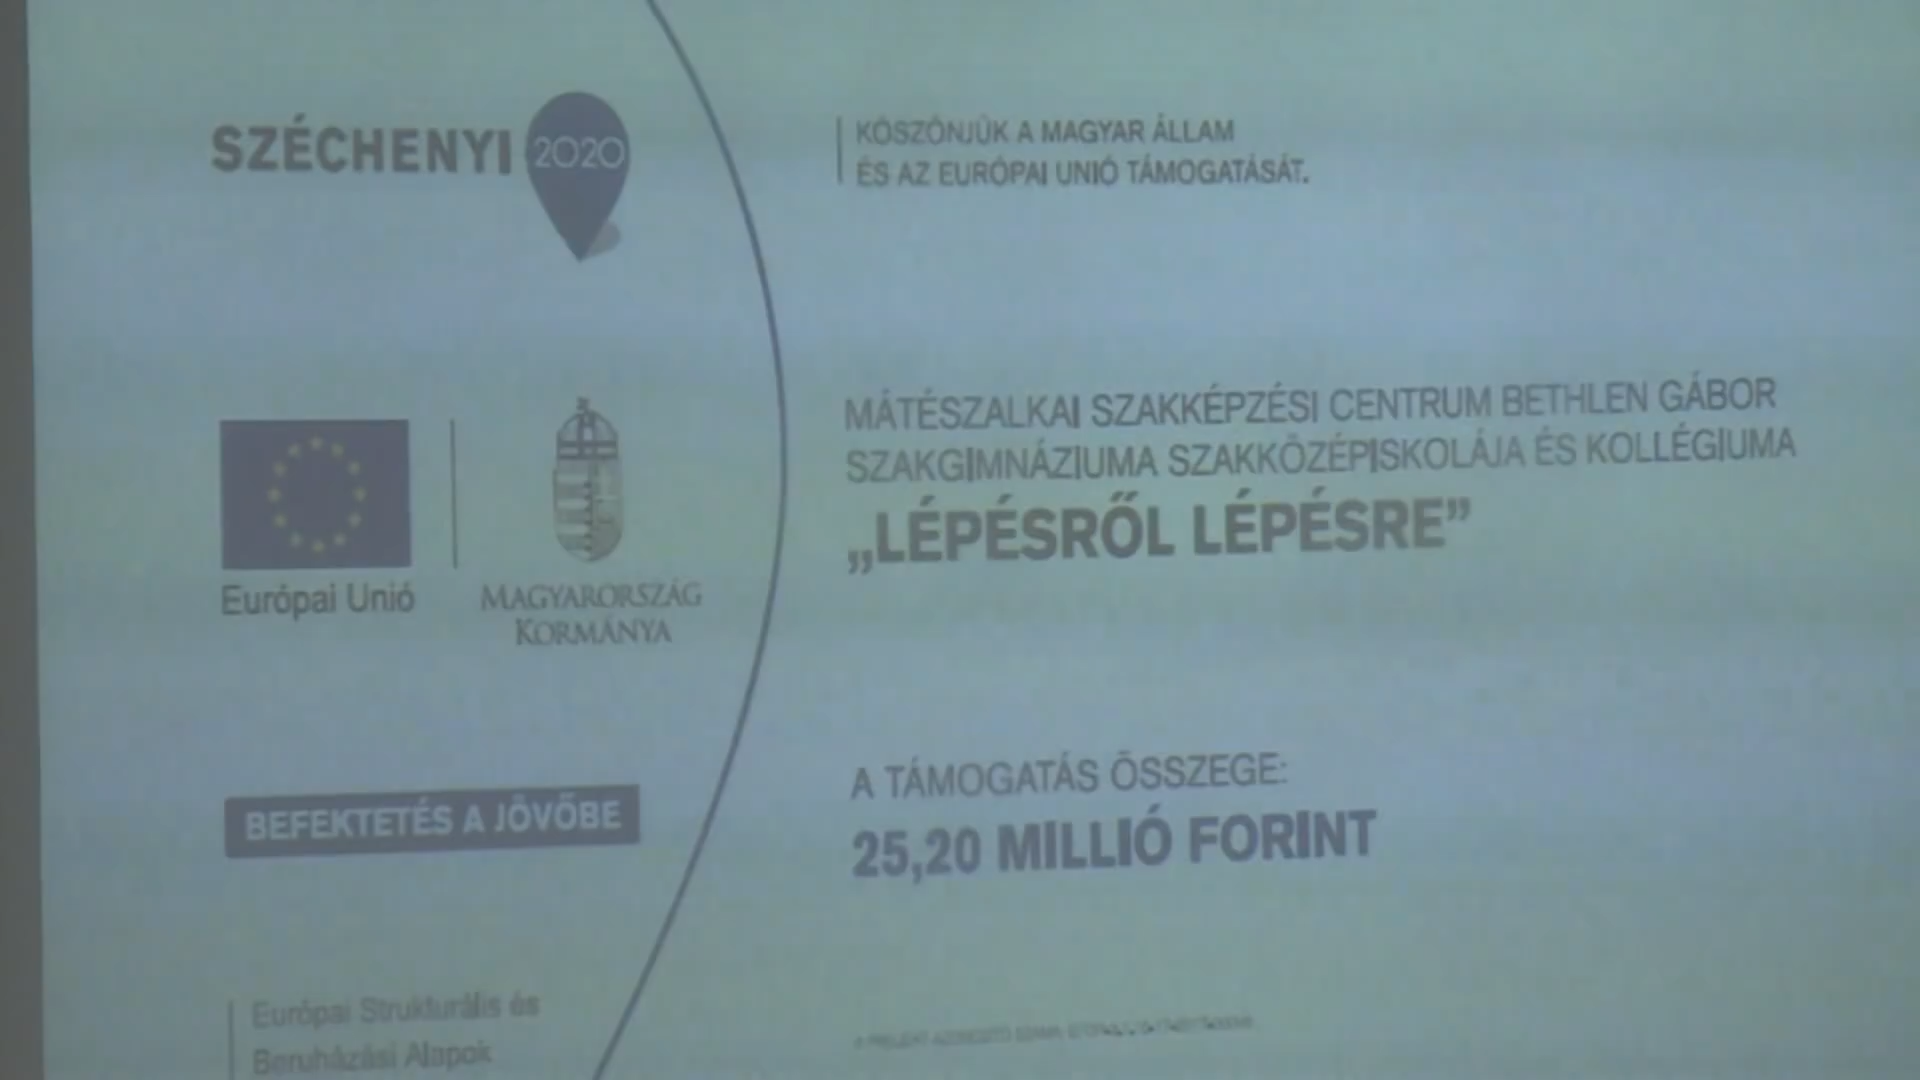 SZÉCHENYI 2020
KÖSZÖNJÜK A MAGYAR ÁLLAM
ÉS AZ EURÓPAI UNIÓ TÁMOGATÁSÁT.
Európai Unió
MAGYARORSZÁG
KORMÁNYA
MÁTÉSZALKAI SZAKKÉPZÉSI CENTRUM BETHLEN GÁBOR
SZAKGIMNÁZIUMA SZAKKÖZÉPISKOLÁJA ÉS KOLLÉGIUMA
„LÉPÉSRŐL LÉPÉSRE”
BEFEKTETÉS A JÖVŐBE
A TÁMOGATÁS ÖSSZEGE:
25,20 MILLIÓ FORINT
Európai Strukturális és
Beruházási Alapok